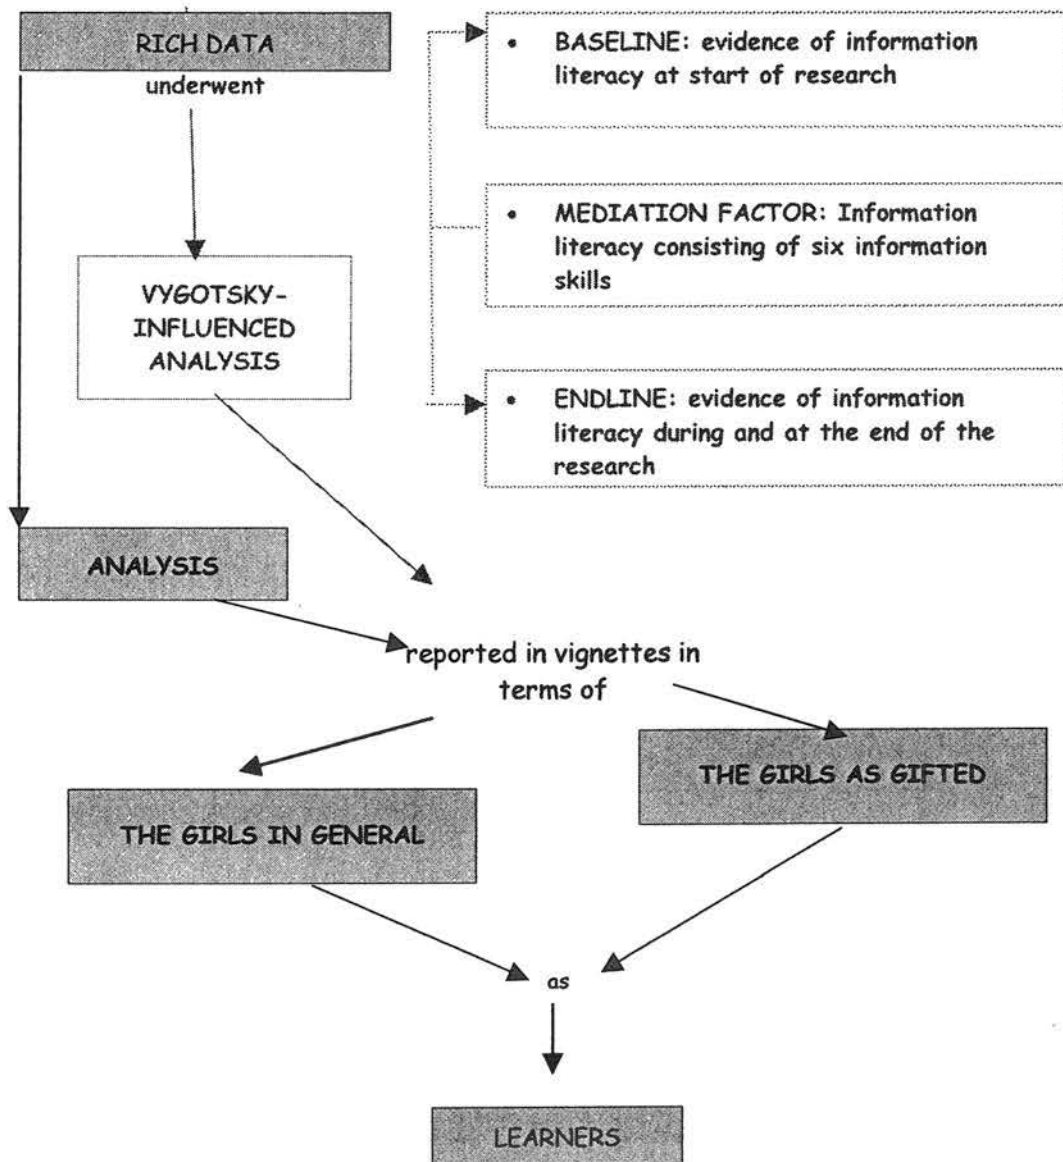 RICH DATA
underwent
• BASELINE: evidence of information
literacy at start of research
• MEDIATION FACTOR: Information
literacy consisting of six information
skills
VYGOTSKY-
INFLUENCED
ANALYSIS
• ENDLINE: evidence of information
literacy during and at the end of the
research
ANALYSIS
reported in vignettes in
terms of
THE GIRLS AS GIFTED
THE GIRLS IN GENERAL
as
LEARNERS